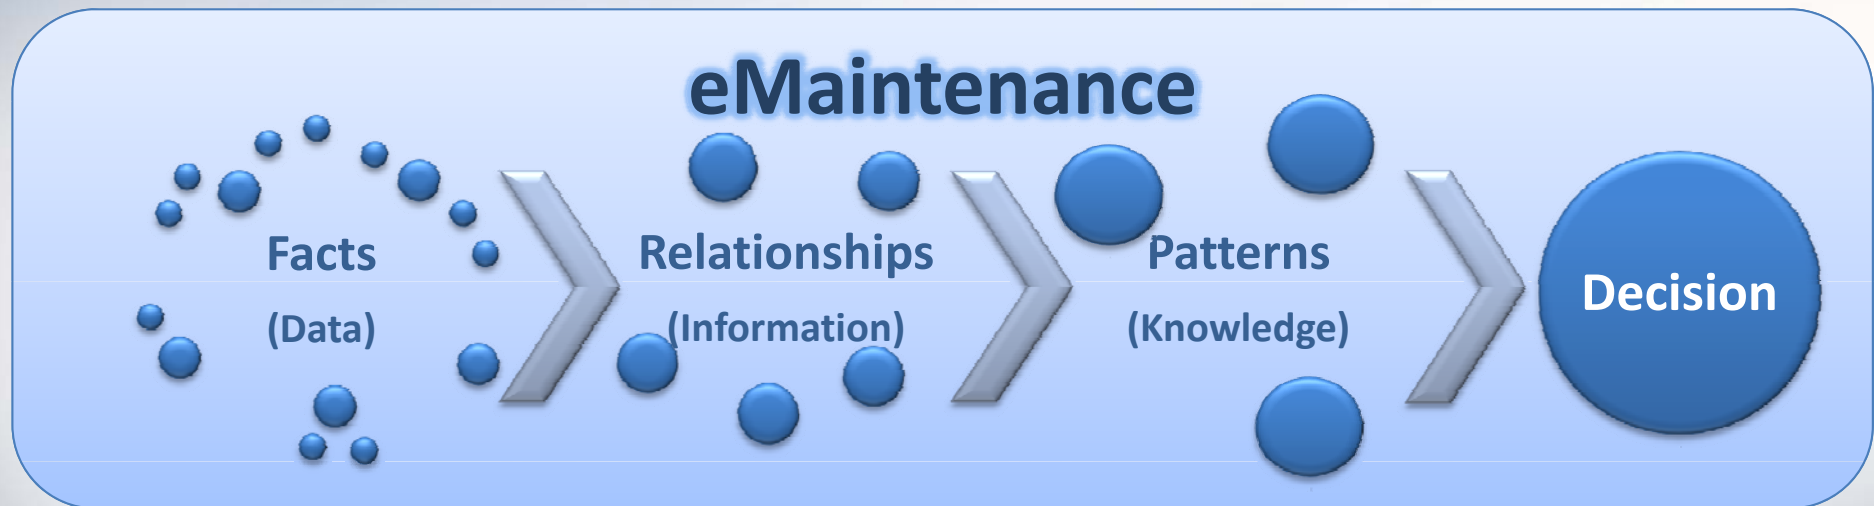 eMaintenance
Facts
(Data)
Relationships
(Information)
Patterns
(Knowledge)
Decision